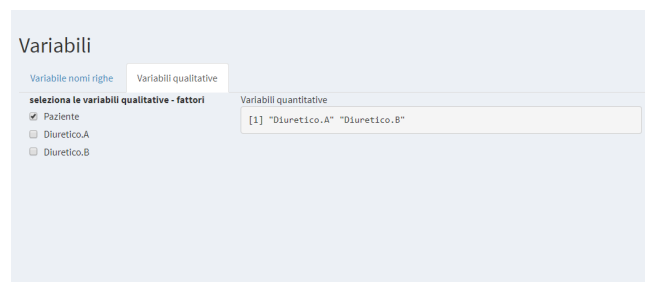 Variabili
Variabile nomi righe
Variabili qualitative
seleziona le variabili qualitative - fattori
Paziente
Diuretico.A
Diuretico.B
Variabili quantitative
[1] "Diuretico.A" "Diuretico.B"